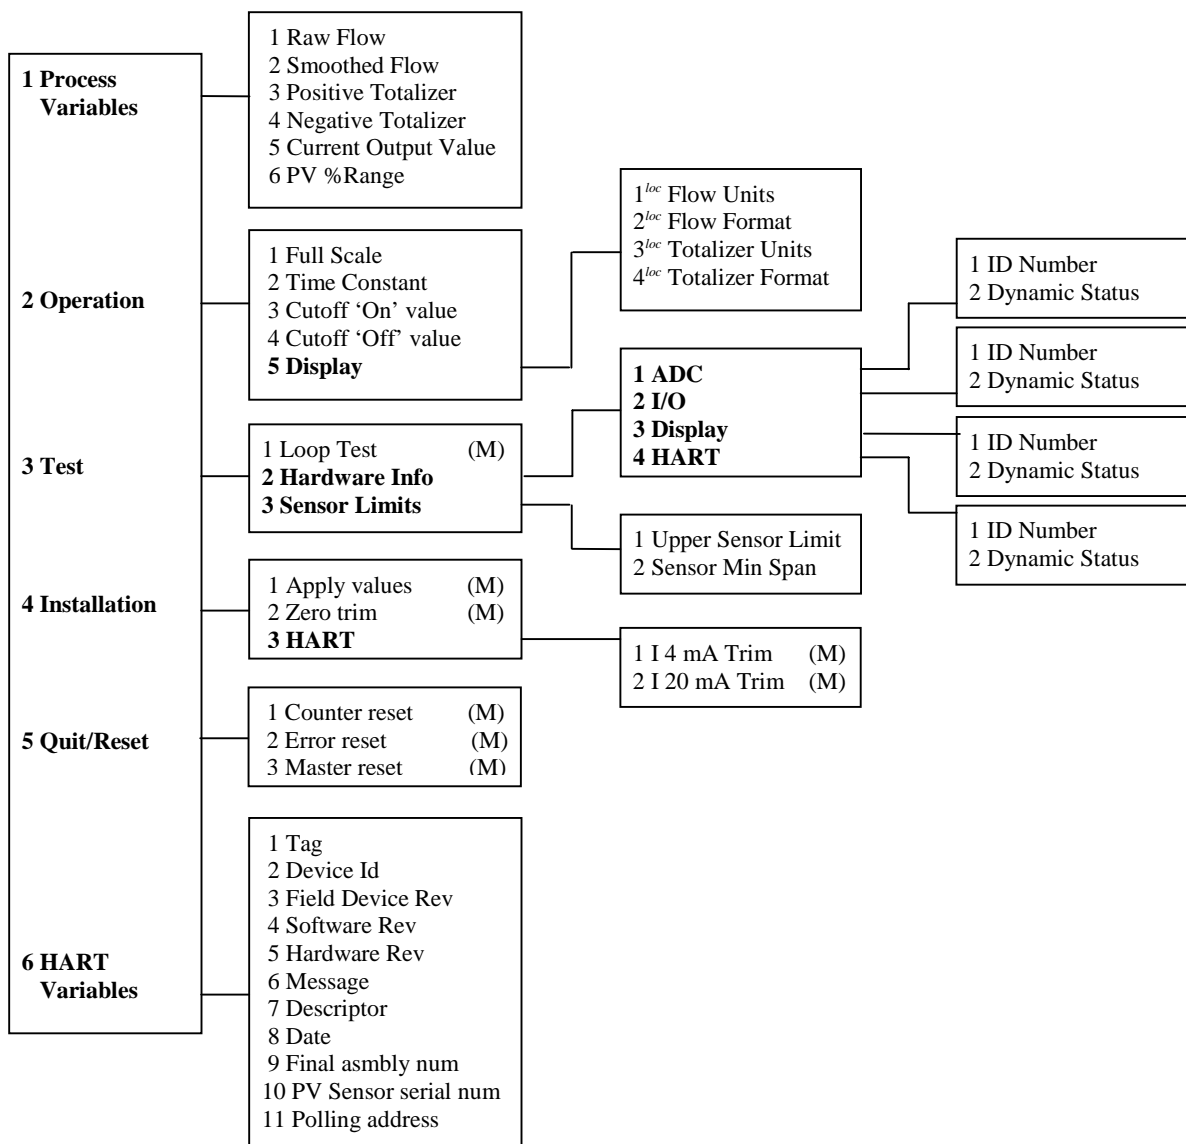 1 Process
Variables
2 Operation
3 Test
4 Installation
5 Quit/Reset
6 HART
Variables
1 Raw Flow
2 Smoothed Flow
3 Positive Totalizer
4 Negative Totalizer
5 Current Output Value
6 PV %Range
1 Full Scale
2 Time Constant
3 Cutoff ‘On’ value
4 Cutoff ‘Off’ value
5 Display
1 Loop Test (M)
2 Hardware Info
3 Sensor Limits
1 Apply values (M)
2 Zero trim (M)
3 HART
1 Counter reset (M)
2 Error reset (M)
3 Master reset (M)
1 Tag
2 Device Id
3 Field Device Rev
4 Software Rev
5 Hardware Rev
6 Message
7 Descriptor
8 Date
9 Final asmbly num
10 PV Sensor serial num
11 Polling address
1loc Flow Units
2loc Flow Format
3loc Totalizer Units
4loc Totalizer Format
1 ADC
2 I/O
3 Display
4 HART
1 Upper Sensor Limit
2 Sensor Min Span
1 I 4 mA Trim (M)
2 I 20 mA Trim (M)
1 ID Number
2 Dynamic Status
1 ID Number
2 Dynamic Status
1 ID Number
2 Dynamic Status
1 ID Number
2 Dynamic Status